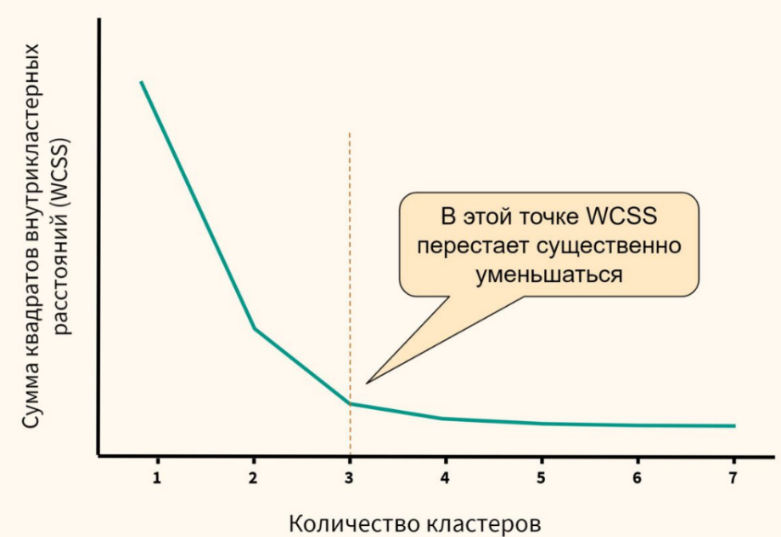 Сумма квадратов внутрикластерных
расстояний (WCSS)
В этой точке WCSS
перестает существенно
уменьшаться
1 2 3 4 5 6 7
Количество кластеров